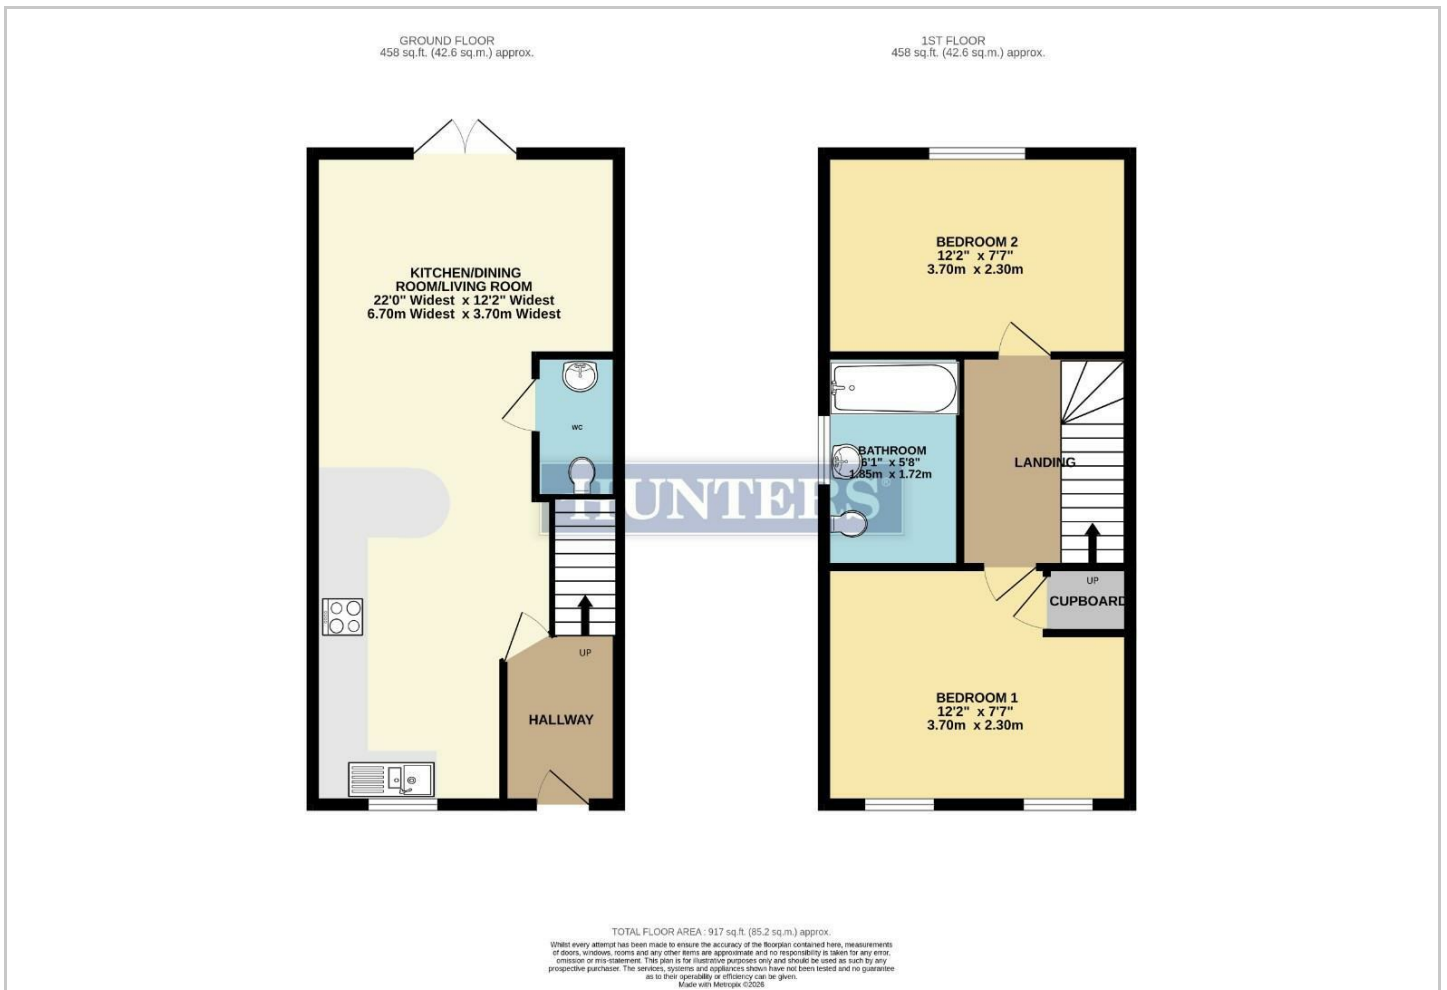 GROUND FLOOR
458 sq.ft. (42.6 sq.m.) approx.
1ST FLOOR
458 sq.ft. (42.6 sq.m.) approx.
KITCHEN/DINING
ROOM/LIVING ROOM
22'0" Widest x 12'2" Widest
6.70m Widest x 3.70m Widest
WC
UP
HALLWAY
BEDROOM 2
12'2" x 7'7"
3.70m x 2.30m
BATHROOM
6'1" x 5'8"
1.85m x 1.72m
LANDING
UP
CUPBOARD
BEDROOM 1
12'2" x 7'7"
3.70m x 2.30m
HUNTERS®
TOTAL FLOOR AREA : 917 sq.ft. (85.2 sq.m.) approx.
Whilst every attempt has been made to ensure the accuracy of the floorplan contained here, measurements
of doors, windows, rooms and any other items are approximate and no responsibility is taken for any error,
omission or mis-statement. This plan is for illustrative purposes only and should be used as such by any
prospective purchaser. The services, systems and appliances shown have not been tested and no guarantee
as to their operability or efficiency can be given.
Made with Metropix ©2026